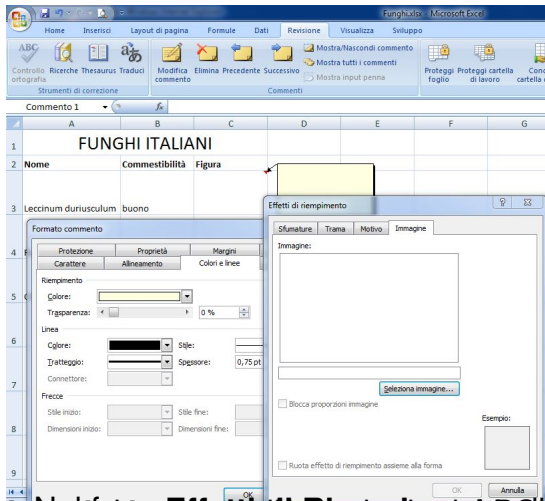 Funghi.xlsx - Microsoft Excel
Home Inserisci Layout di pagina Formule Dati Revisione Visualizza Sviluppo
ABC
Controllo ortografia Ricerche Thesaurus Traduci
Modifica commento Elimina Precedente Successivo
Mostra/Nascondi commento
Mostra tutti i commenti
Mostra input penna
Proteggi foglio Proteggi cartella di lavoro
Strumenti di correzione Commenti
Commento 1 fx
A B C D E F G
1 FUNGHI ITALIANI
2 Nome Commestibilità Figura
3 Leccinum duriusculum buono
4
5
6
7
8
9
Formato commento
Protezione Proprietà Margini
Carattere Allineamento Colori e linee
Riempimento
Colore:
Trasparenza: 0 %
Linea
Colore: Stile:
Tratteggio: Spessore: 0,75 pt
Connettore:
Frecce
Stile inizio: Stile fine:
Dimensioni inizio: Dimensioni fine:
OK
Effetti di riempimento
Sfumature Trama Motivo Immagine
Immagine:
Seleziona immagine...
Blocca proporzioni immagine
Esempio:
Ruota effetto di riempimento assieme alla forma
OK Annulla